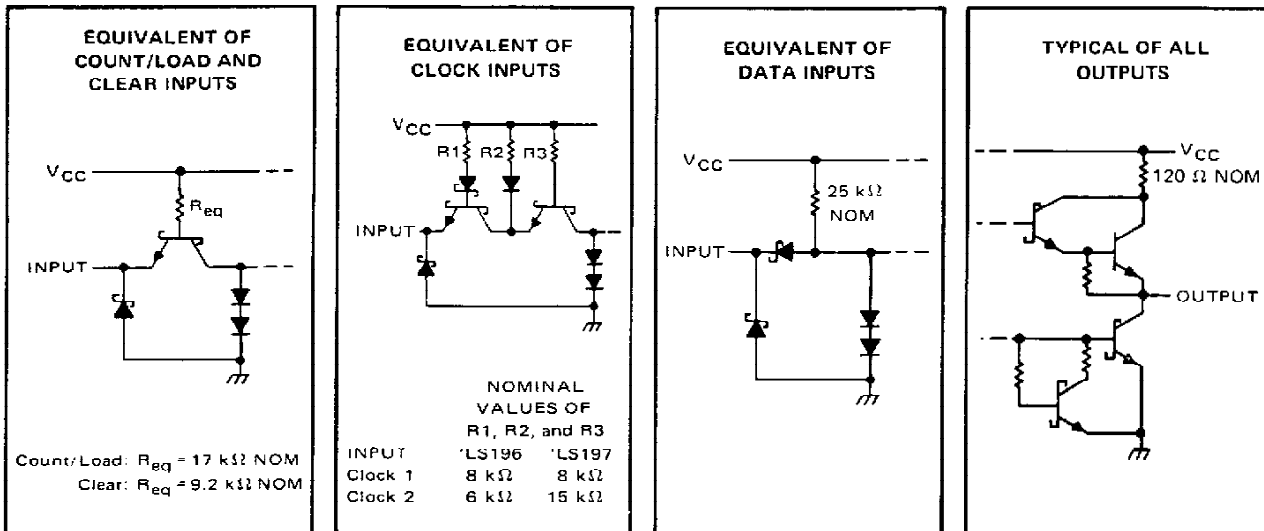 EQUIVALENT OF
COUNT/LOAD AND
CLEAR INPUTS
VCC
Req
INPUT
Count/Load: Req = 17 kΩ NOM
Clear: Req = 9.2 kΩ NOM
EQUIVALENT OF
CLOCK INPUTS
VCC
R1 R2 R3
INPUT
NOMINAL
VALUES OF
R1, R2, and R3
INPUT 'LS196 'LS197
Clock 1 8 kΩ 8 kΩ
Clock 2 6 kΩ 15 kΩ
EQUIVALENT OF
DATA INPUTS
VCC
25 kΩ
NOM
INPUT
TYPICAL OF ALL
OUTPUTS
VCC
120 Ω NOM
OUTPUT